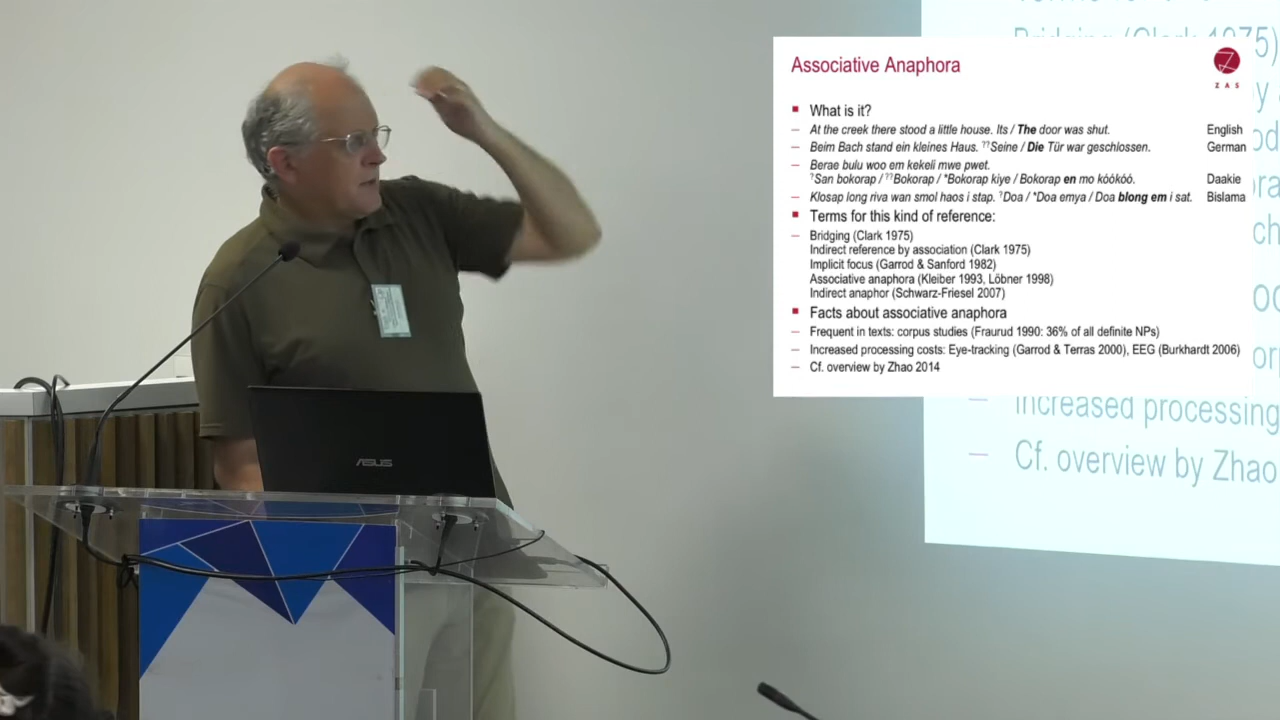 Associative Anaphora
ZAS
What is it?
At the creek there stood a little house. Its / The door was shut. English
Beim Bach stand ein kleines Haus. ??Seine / Die Tür war geschlossen. German
Berae bulu woo em kekeli mwe pwet.
?San bokorap / ??Bokorap / *Bokorap kiye / Bokorap en mo kóókóó. Daakie
Klosap long riva wan smol haos i stap. ?Doa / *Doa emya / Doa blong em i sat. Bislama
Terms for this kind of reference:
Bridging (Clark 1975)
Indirect reference by association (Clark 1975)
Implicit focus (Garrod & Sanford 1982)
Associative anaphora (Kleiber 1993, Löbner 1998)
Indirect anaphor (Schwarz-Friesel 2007)
Facts about associative anaphora
Frequent in texts: corpus studies (Fraurud 1990: 36% of all definite NPs)
Increased processing costs: Eye-tracking (Garrod & Terras 2000), EEG (Burkhardt 2006)
Cf. overview by Zhao 2014
Increased processing
Cf. overview by Zhao
ASUS